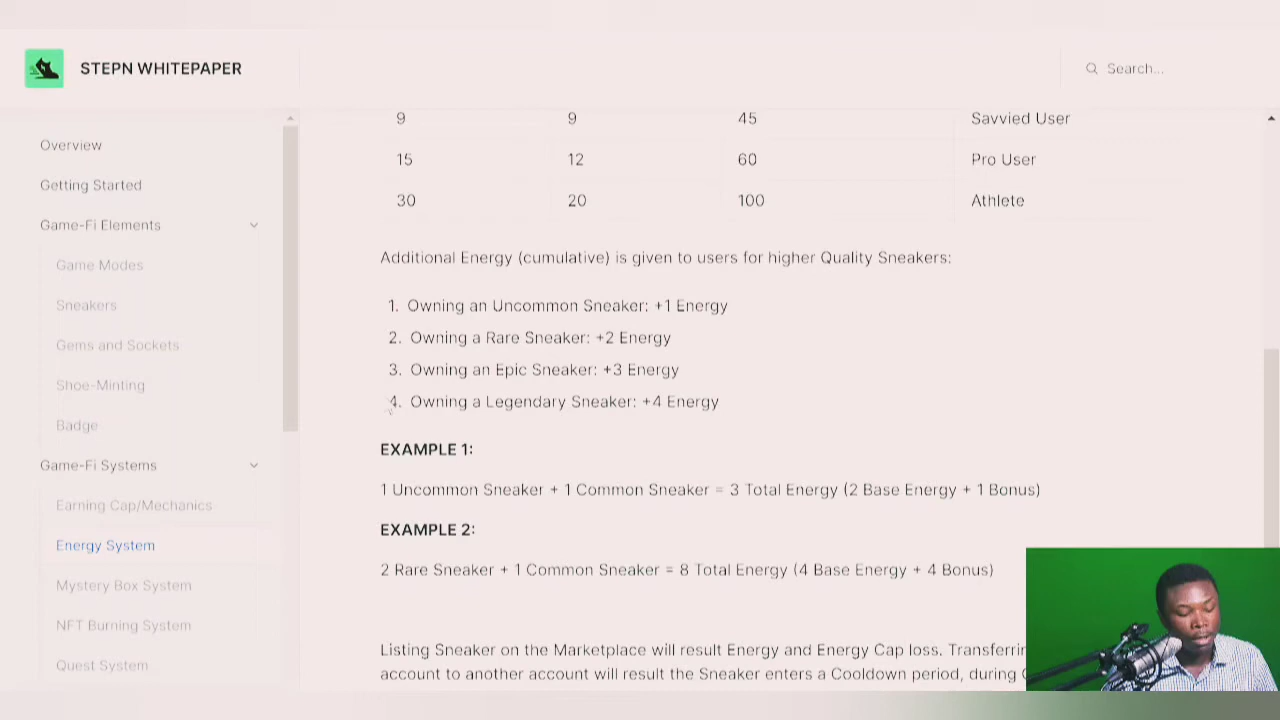 STEPN WHITEPAPER
Search...
Overview
Getting Started
Game-Fi Elements
Game Modes
Sneakers
Gems and Sockets
Shoe-Minting
Badge
Game-Fi Systems
Earning Cap/Mechanics
Energy System
Mystery Box System
NFT Burning System
Quest System
9 9 45 Savvied User
15 12 60 Pro User
30 20 100 Athlete
Additional Energy (cumulative) is given to users for higher Quality Sneakers:
1. Owning an Uncommon Sneaker: +1 Energy
2. Owning a Rare Sneaker: +2 Energy
3. Owning an Epic Sneaker: +3 Energy
4. Owning a Legendary Sneaker: +4 Energy
EXAMPLE 1:
1 Uncommon Sneaker + 1 Common Sneaker = 3 Total Energy (2 Base Energy + 1 Bonus)
EXAMPLE 2:
2 Rare Sneaker + 1 Common Sneaker = 8 Total Energy (4 Base Energy + 4 Bonus)
Listing Sneaker on the Marketplace will result Energy and Energy Cap loss.
account to another account will result the Sneaker enters a Cooldown period, during